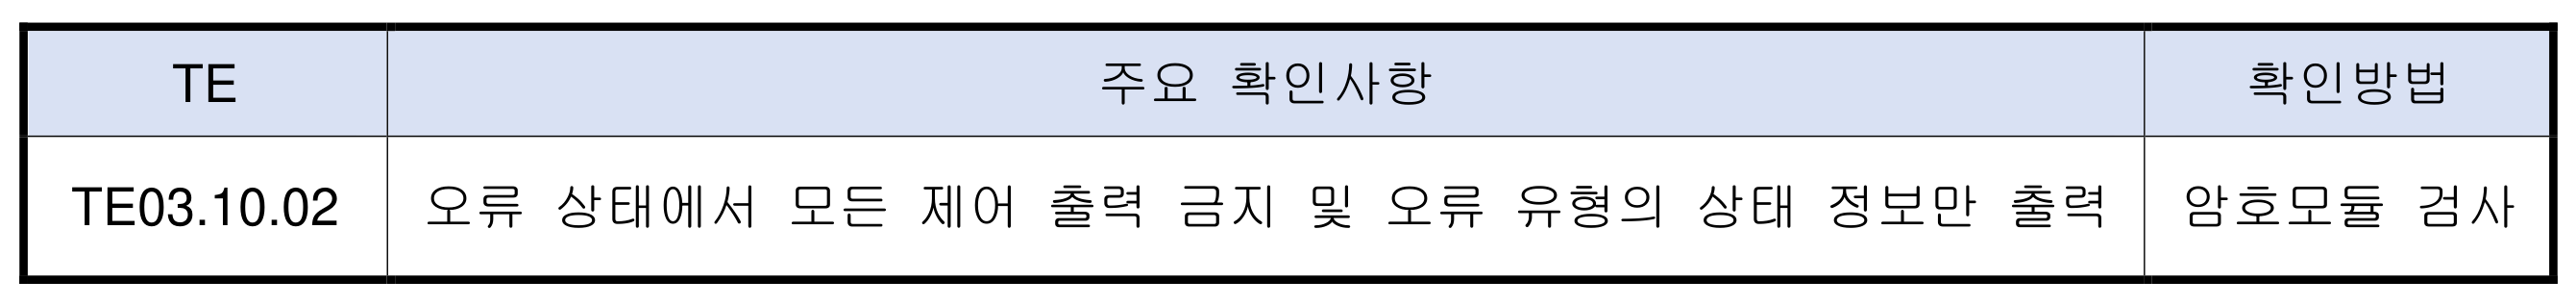 TE 주요 확인사항 확인방법
TE03.10.02 오류 상태에서 모든 제어 출력 금지 및 오류 유형의 상태 정보만 출력 암호모듈 검사